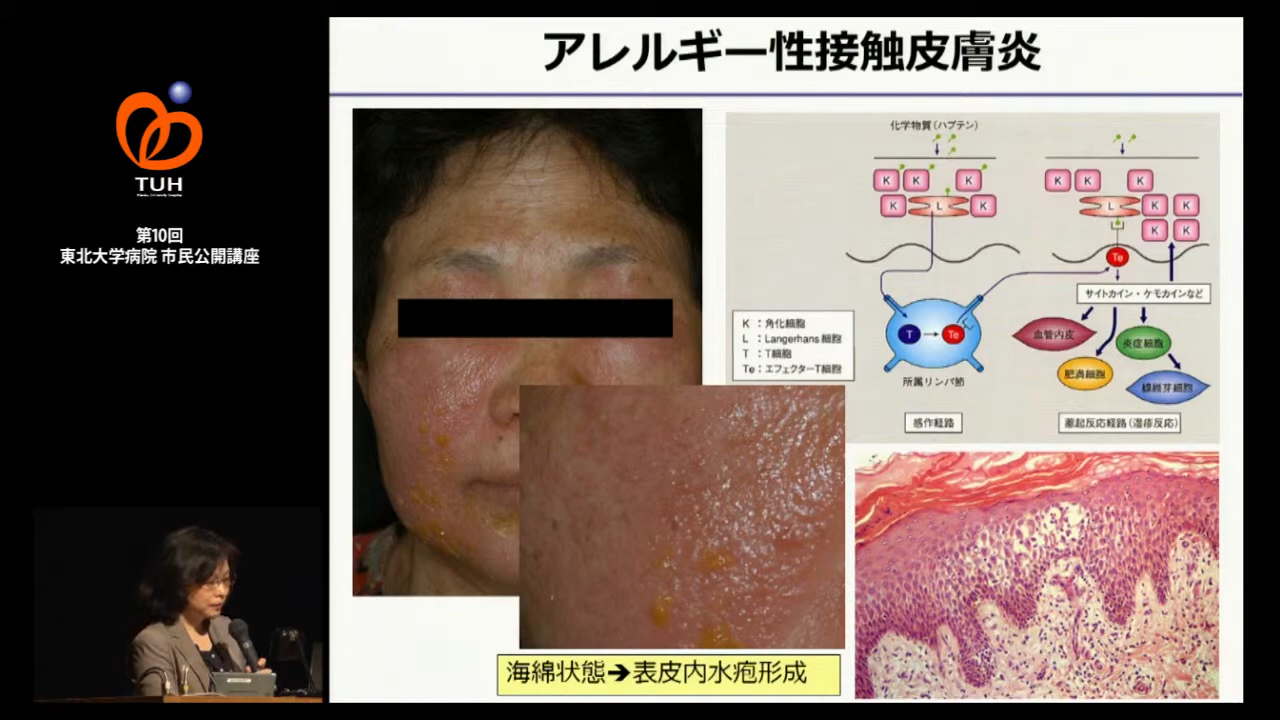 アレルギー性接触皮膚炎
TUH
第10回
東北大学病院 市民公開講座
化学物質(ハプテン)
K K K
K L K
K K K
L K K
K K
Te
サイトカイン・ケモカインなど
K : 角化細胞
L : Langerhans 細胞
T : T細胞
Te : エフェクターT細胞
T Te
血管内皮
炎症細胞
肥満細胞
線維芽細胞
所属リンパ節
感作経路
惹起反応経路(湿疹反応)
海綿状態➔表皮内水疱形成